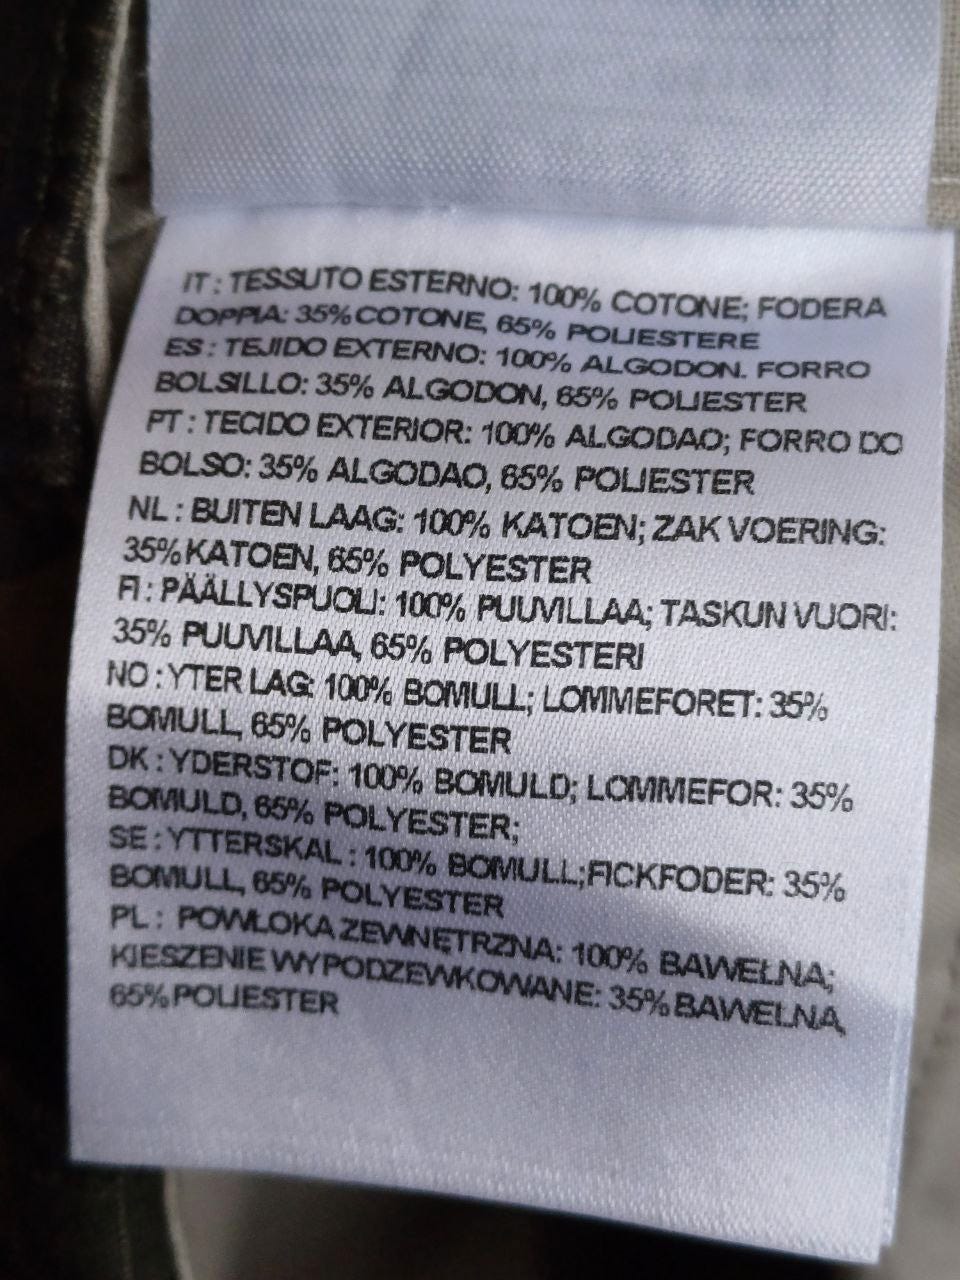 IT : TESSUTO ESTERNO: 100% COTONE; FODERA
DOPPIA: 35% COTONE, 65% POLIESTERE
ES : TEJIDO EXTERNO: 100% ALGODON. FORRO
BOLSILLO: 35% ALGODON, 65% POLIESTER
PT : TECIDO EXTERIOR: 100% ALGODAO; FORRO DO
BOLSO: 35% ALGODAO, 65% POLIESTER
NL : BUITEN LAAG: 100% KATOEN; ZAK VOERING:
35% KATOEN, 65% POLYESTER
FI : PÄÄLLYSPUOLI: 100% PUUVILLAA; TASKUN VUORI:
35% PUUVILLAA, 65% POLYESTERI
NO : YTER LAG: 100% BOMULL; LOMMEFORET: 35%
BOMULL, 65% POLYESTER
DK : YDERSTOF: 100% BOMULD; LOMMEFOR: 35%
BOMULD, 65% POLYESTER;
SE : YTTERSKAL : 100% BOMULL;FICKFODER: 35%
BOMULL, 65% POLYESTER
PL : POWŁOKA ZEWNĘTRZNA: 100% BAWEŁNA;
KIESZENIE WYPODZEWKOWANE: 35% BAWEŁNA,
65% POLIESTER